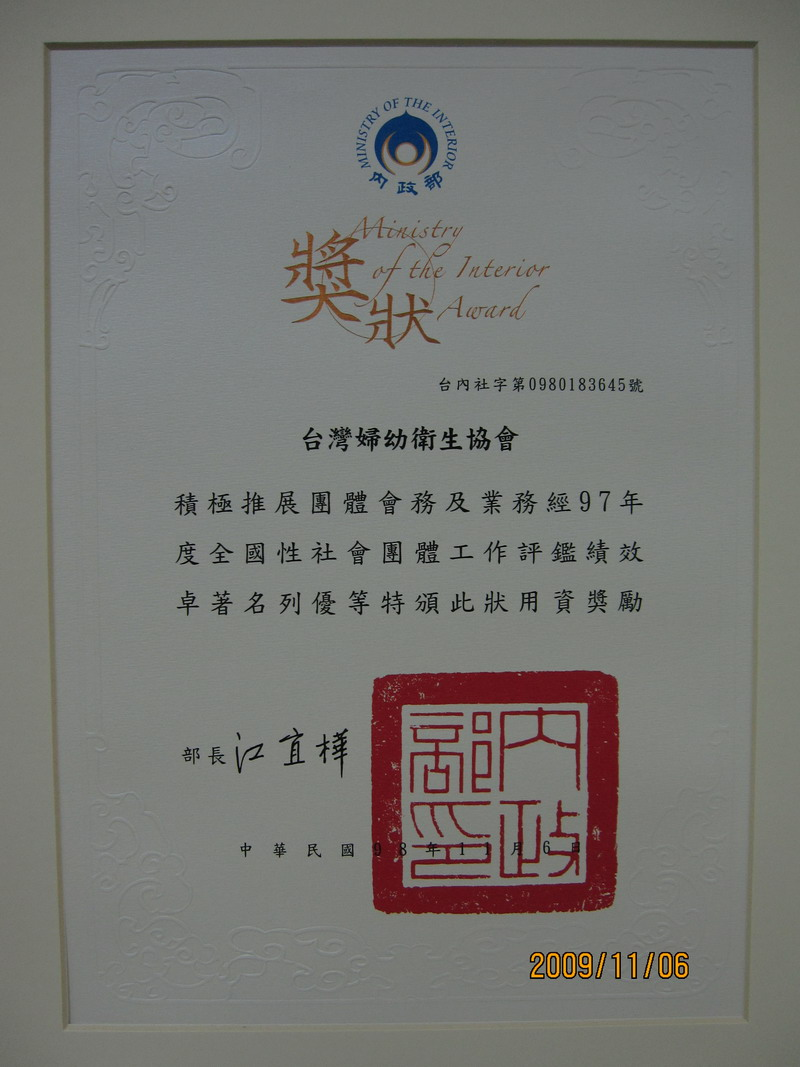 MINISTRY OF THE INTERIOR
內政部
獎狀
Ministry
of the Interior
Award
台內社字第0980183645號
台灣婦幼衛生協會
積極推展團體會務及業務經97年
度全國性社會團體工作評鑑績效
卓著名列優等特頒此狀用資獎勵
部長 江宜樺
內政部印
中華民國98年11月6日
2009/11/06